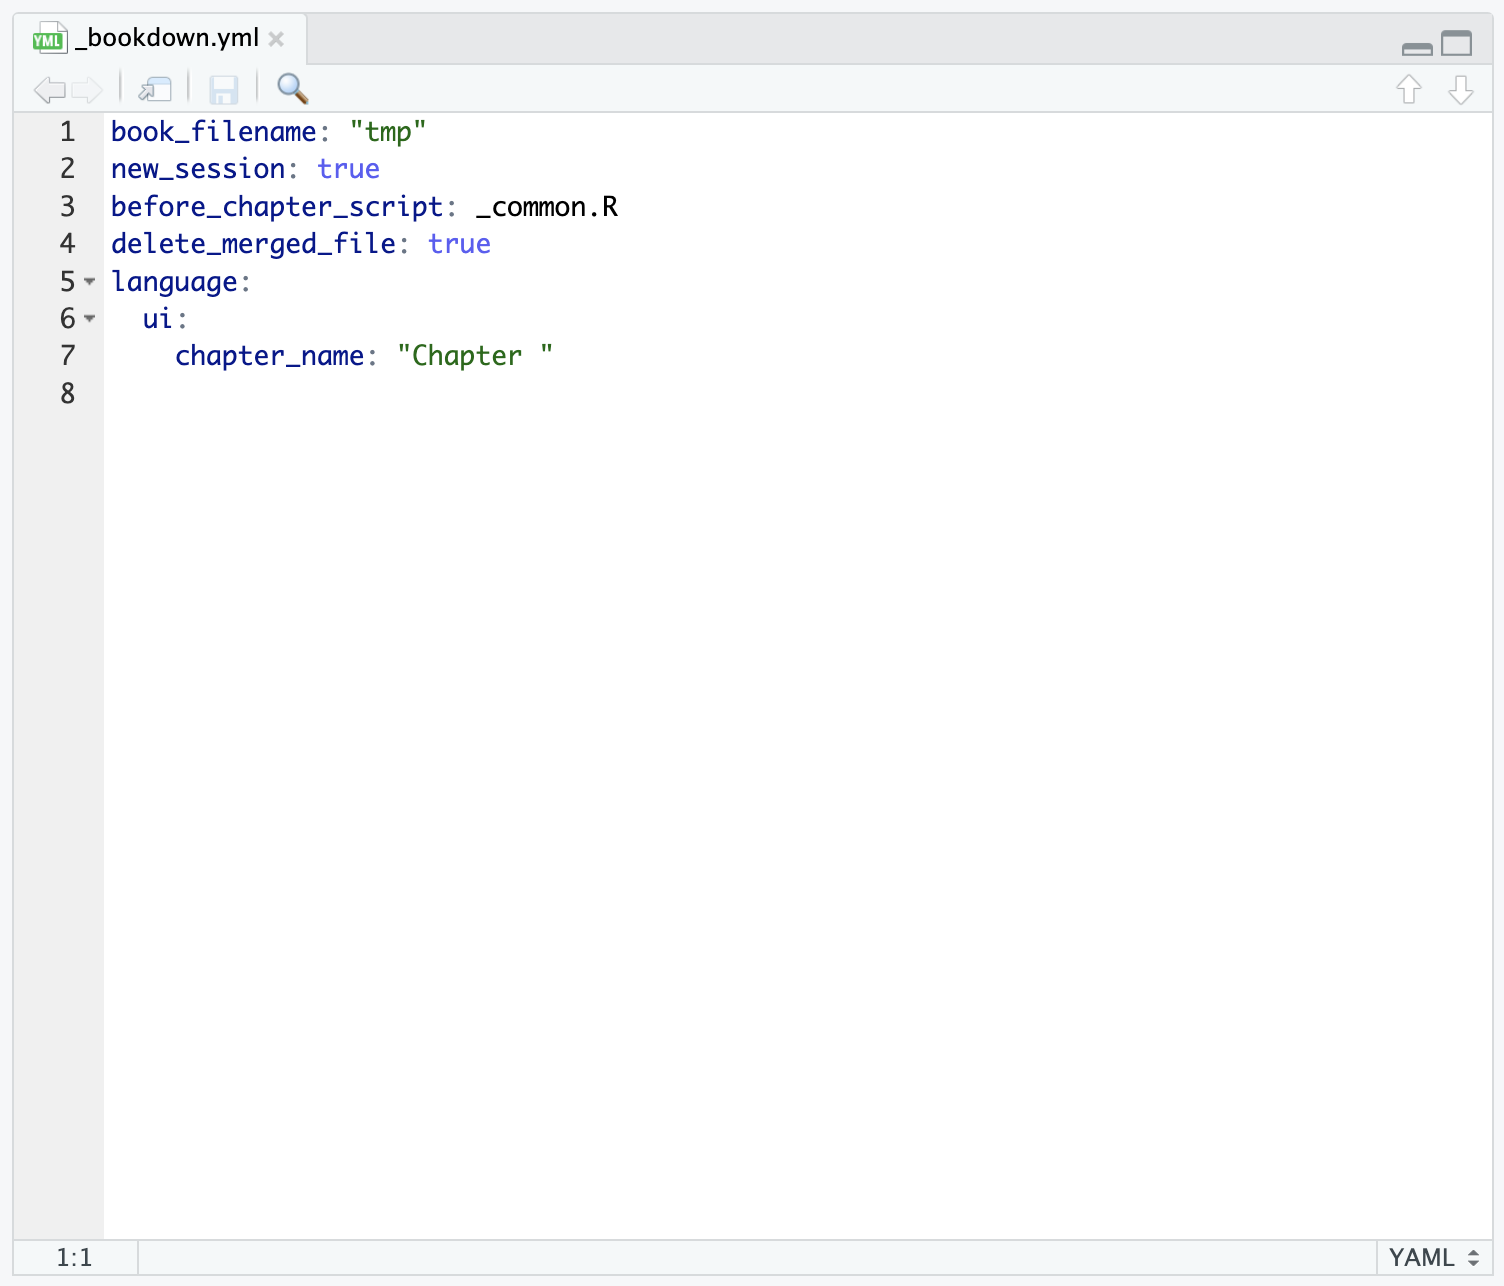 YML _bookdown.yml
1 book_filename: "tmp"
2 new_session: true
3 before_chapter_script: _common.R
4 delete_merged_file: true
5 language:
6   ui:
7     chapter_name: "Chapter "
8
1:1 YAML